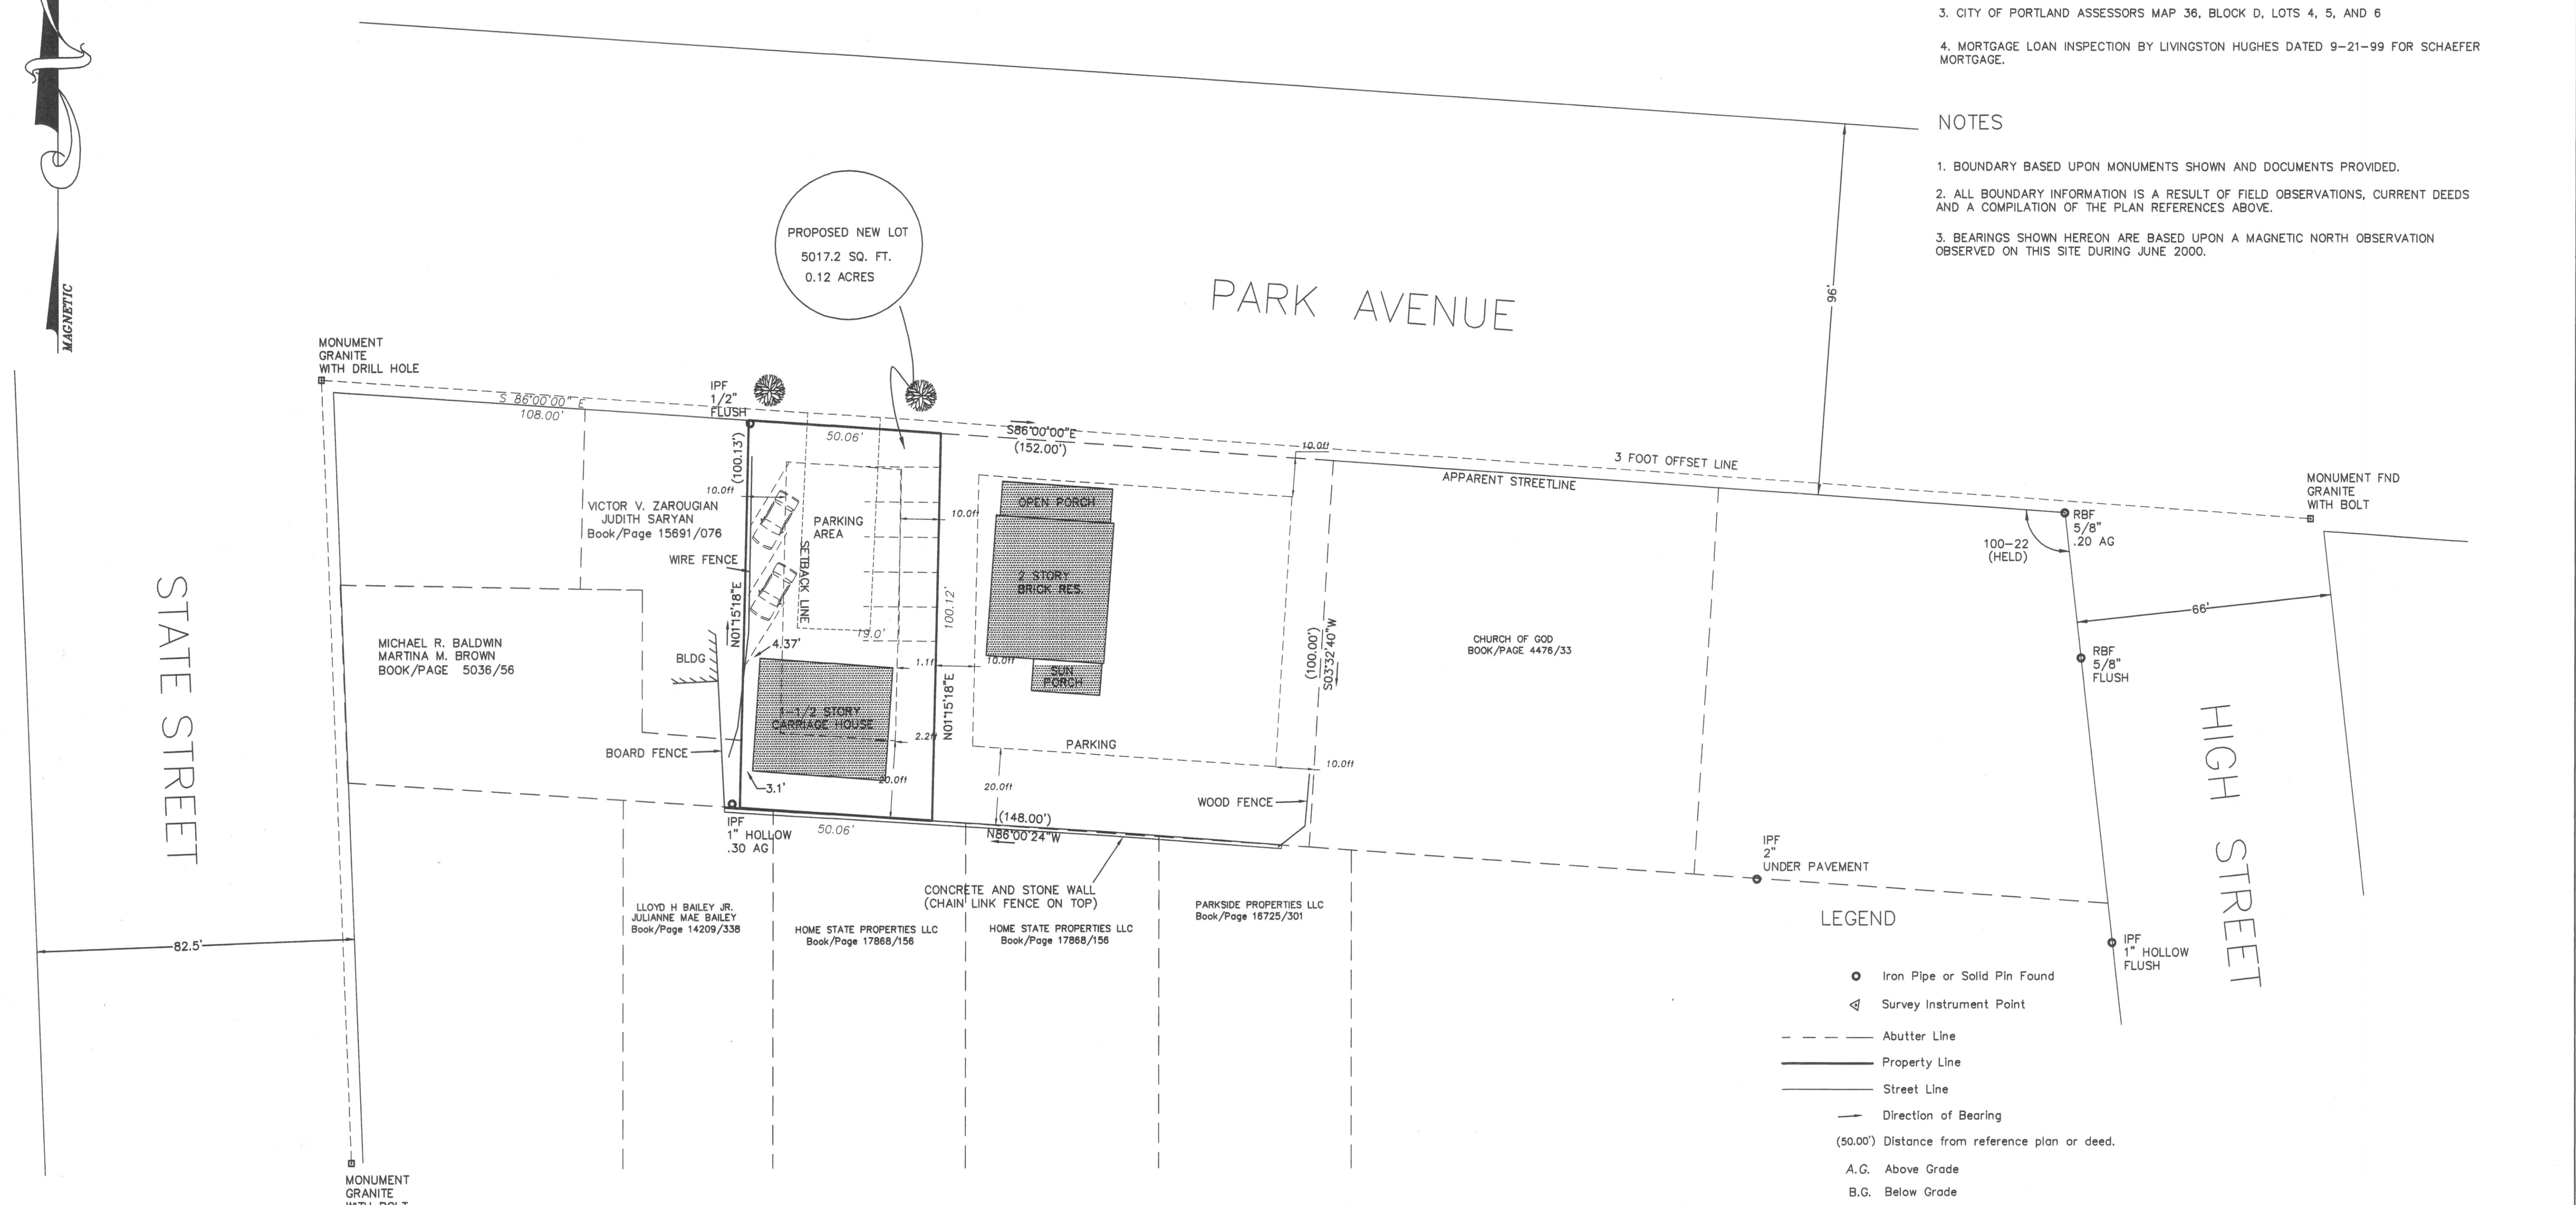 3. CITY OF PORTLAND ASSESSORS MAP 36, BLOCK D, LOTS 4, 5, AND 6
4. MORTGAGE LOAN INSPECTION BY LIVINGSTON HUGHES DATED 9-21-99 FOR SCHAEFER
MORTGAGE.
NOTES
1. BOUNDARY BASED UPON MONUMENTS SHOWN AND DOCUMENTS PROVIDED.
2. ALL BOUNDARY INFORMATION IS A RESULT OF FIELD OBSERVATIONS, CURRENT DEEDS
AND A COMPILATION OF THE PLAN REFERENCES ABOVE.
3. BEARINGS SHOWN HEREON ARE BASED UPON A MAGNETIC NORTH OBSERVATION
OBSERVED ON THIS SITE DURING JUNE 2000.
MAGNETIC
PROPOSED NEW LOT
5017.2 SQ. FT.
0.12 ACRES
PARK AVENUE
96'
MONUMENT
GRANITE
WITH DRILL HOLE
S 86°00'00" E
108.00'
IPF
1/2"
FLUSH
50.06'
S86°00'00"E
(152.00')
10.0ft
3 FOOT OFFSET LINE
APPARENT STREETLINE
MONUMENT FND
GRANITE
WITH BOLT
RBF
5/8"
.20 AG
100-22
(HELD)
66'
RBF
5/8"
FLUSH
(100.13')
10.0ft
VICTOR V. ZAROUGIAN
JUDITH SARYAN
Book/Page 15691/076
WIRE FENCE
PARKING
AREA
SETBACK LINE
10.0ft
OPEN PORCH
2 STORY
BRICK RES.
N01°15'18"E
100.12'
19.0'
4.37'
1.1ft
10.0ft
SUN
PORCH
(100.00')
S03°32'40"W
CHURCH OF GOD
BOOK/PAGE 4476/33
STATE STREET
MICHAEL R. BALDWIN
MARTINA M. BROWN
BOOK/PAGE 5036/56
BLDG
1-1/2 STORY
CARRIAGE HOUSE
N01°15'18"E
2.2ft
BOARD FENCE
PARKING
10.0ft
20.0ft
20.0ft
3.1'
WOOD FENCE
HIGH STREET
IPF
1" HOLLOW
.30 AG
50.06'
(148.00')
N86°00'24"W
IPF
2"
UNDER PAVEMENT
CONCRETE AND STONE WALL
(CHAIN LINK FENCE ON TOP)
LLOYD H BAILEY JR.
JULIANNE MAE BAILEY
Book/Page 14209/338
HOME STATE PROPERTIES LLC
Book/Page 17868/156
HOME STATE PROPERTIES LLC
Book/Page 17868/156
PARKSIDE PROPERTIES LLC
Book/Page 16725/301
82.5'
IPF
1" HOLLOW
FLUSH
LEGEND
Iron Pipe or Solid Pin Found
Survey Instrument Point
Abutter Line
Property Line
Street Line
Direction of Bearing
(50.00') Distance from reference plan or deed.
A.G. Above Grade
B.G. Below Grade
MONUMENT
GRANITE
WITH BOLT